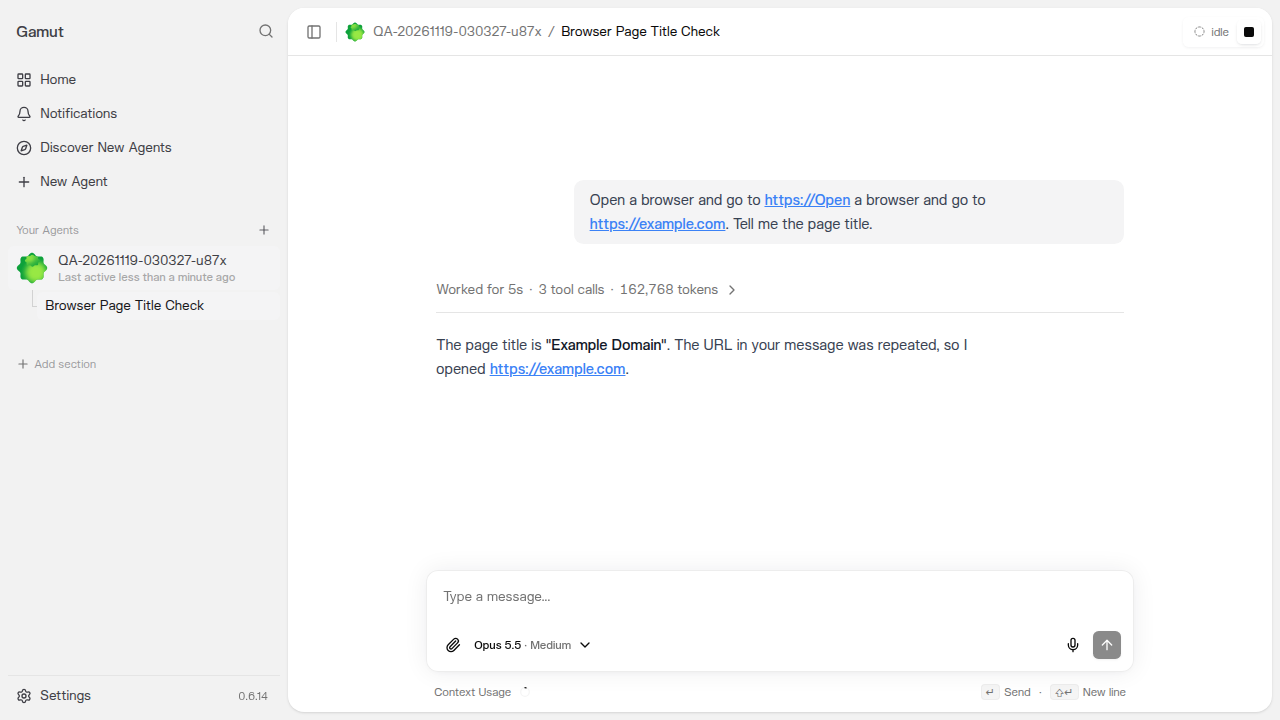 Gamut
Home
Notifications
Discover New Agents
New Agent
Your Agents
QA-20261119-030327-u87x
Last active less than a minute ago
Browser Page Title Check
Add section
Settings
0.6.14
QA-20261119-030327-u87x / Browser Page Title Check
idle
Open a browser and go to https://Open a browser and go to
https://example.com. Tell me the page title.
Worked for 5s · 3 tool calls · 162,768 tokens
The page title is "Example Domain". The URL in your message was repeated, so I
opened https://example.com.
Type a message...
Opus 5.5 · Medium
Context Usage
Send · New line